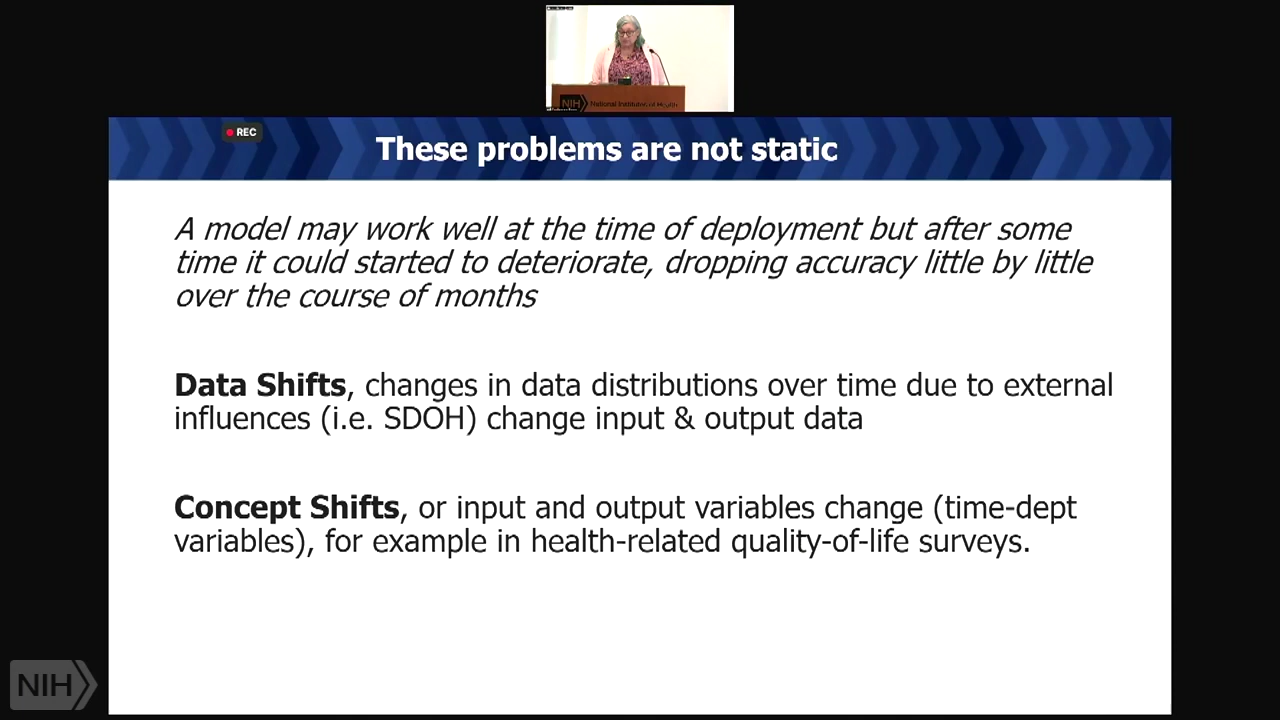 NIH National Institutes of Health
REC
These problems are not static
A model may work well at the time of deployment but after some
time it could started to deteriorate, dropping accuracy little by little
over the course of months
Data Shifts, changes in data distributions over time due to external
influences (i.e. SDOH) change input & output data
Concept Shifts, or input and output variables change (time-dept
variables), for example in health-related quality-of-life surveys.
NIH